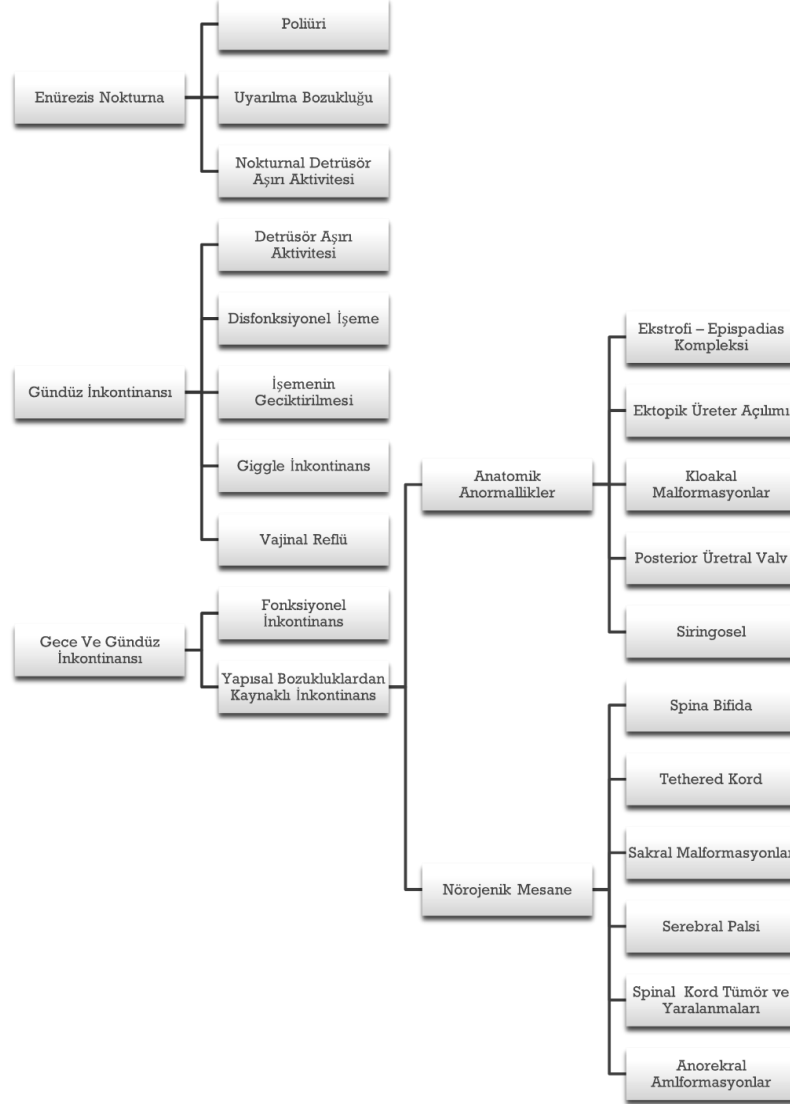 Enürezis Nokturna
Poliüri
Uyarılma Bozukluğu
Nokturnal Detrüsör
Aşırı Aktivitesi
Gündüz İnkontinansı
Detrüsör Aşırı
Aktivitesi
Disfonksiyonel İşeme
İşemenin
Geciktirilmesi
Giggle İnkontinans
Vajinal Reflü
Gece Ve Gündüz
İnkontinansı
Fonksiyonel
İnkontinans
Yapısal Bozukluklardan
Kaynaklı İnkontinans
Anatomik
Anormallikler
Ekstrofi – Epispadias
Kompleksi
Ektopik Üreter Açılımı
Kloakal
Malformasyonlar
Posterior Üretral Valv
Siringosel
Nörojenik Mesane
Spina Bifida
Tethered Kord
Sakral Malformasyonlar
Serebral Palsi
Spinal Kord Tümör ve
Yaralanmaları
Anorekral
Amlformasyonlar